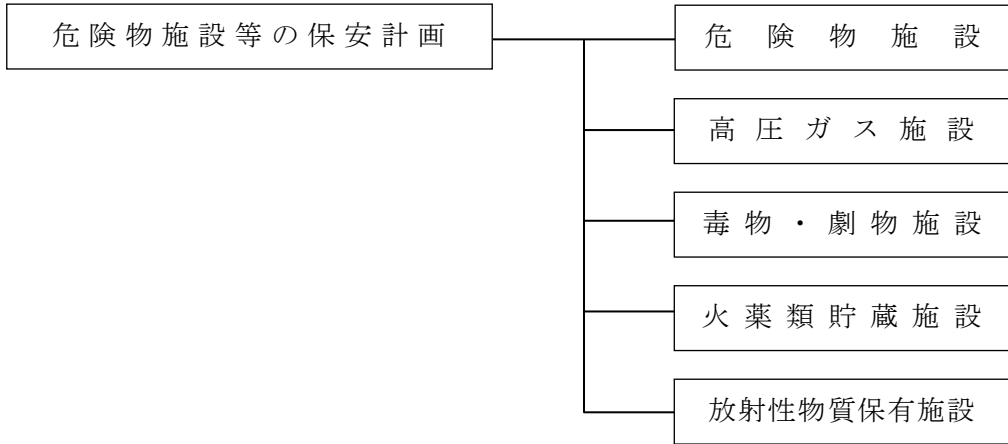 危険物施設等の保安計画
危険物施設
高圧ガス施設
毒物・劇物施設
火薬類貯蔵施設
放射性物質保有施設